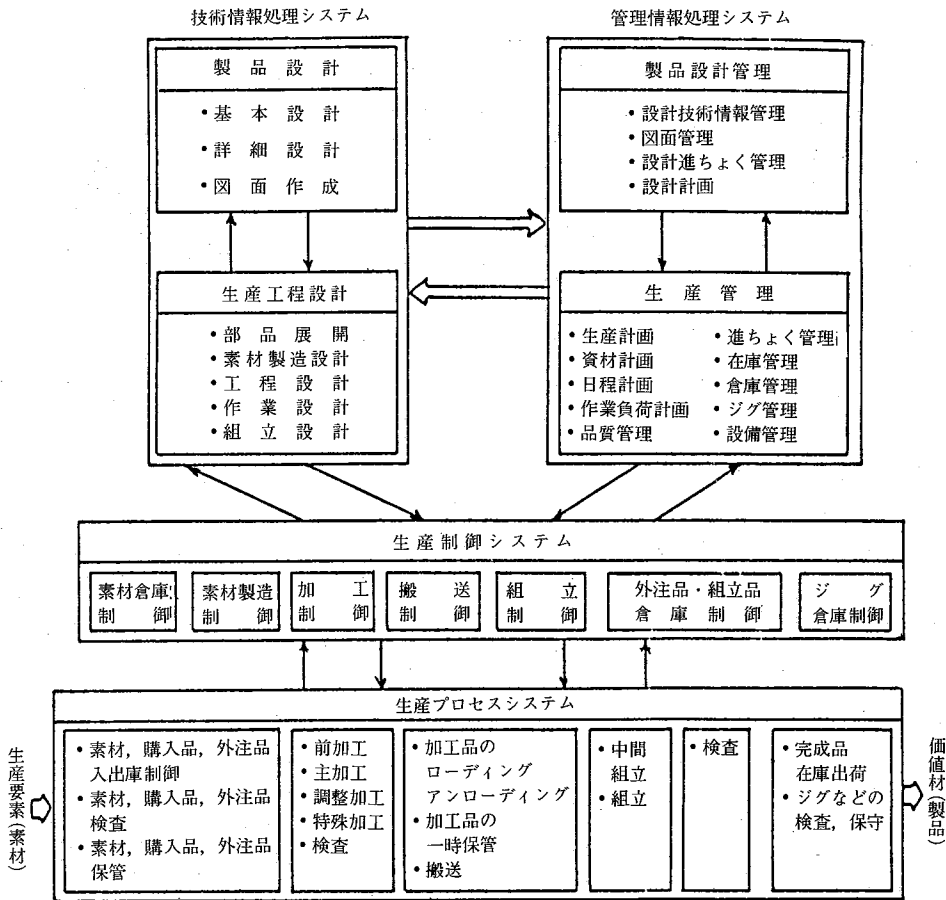 技術情報処理システム
製品設計
・基本設計
・詳細設計
・図面作成
生産工程設計
・部品展開
・素材製造設計
・工程設計
・作業設計
・組立設計
管理情報処理システム
製品設計管理
・設計技術情報管理
・図面管理
・設計進ちょく管理
・設計計画
生産管理
・生産計画
・資材計画
・日程計画
・作業負荷計画
・品質管理
・進ちょく管理
・在庫管理
・倉庫管理
・ジグ管理
・設備管理
生産制御システム
素材倉庫
制御
素材製造
制御
加工
制御
搬送
制御
組立
制御
外注品・組立品
倉庫制御
ジグ
倉庫制御
生産プロセスシステム
生産要素(素材)
・素材，購入品，外注品
入出庫制御
・素材，購入品，外注品
検査
・素材，購入品，外注品
保管
・前加工
・主加工
・調整加工
・特殊加工
・検査
・加工品の
ローディング
アンローディング
・加工品の
一時保管
・搬送
・中間
組立
・組立
・検査
・完成品
在庫出荷
・ジグなどの
検査，保守
価値材(製品)